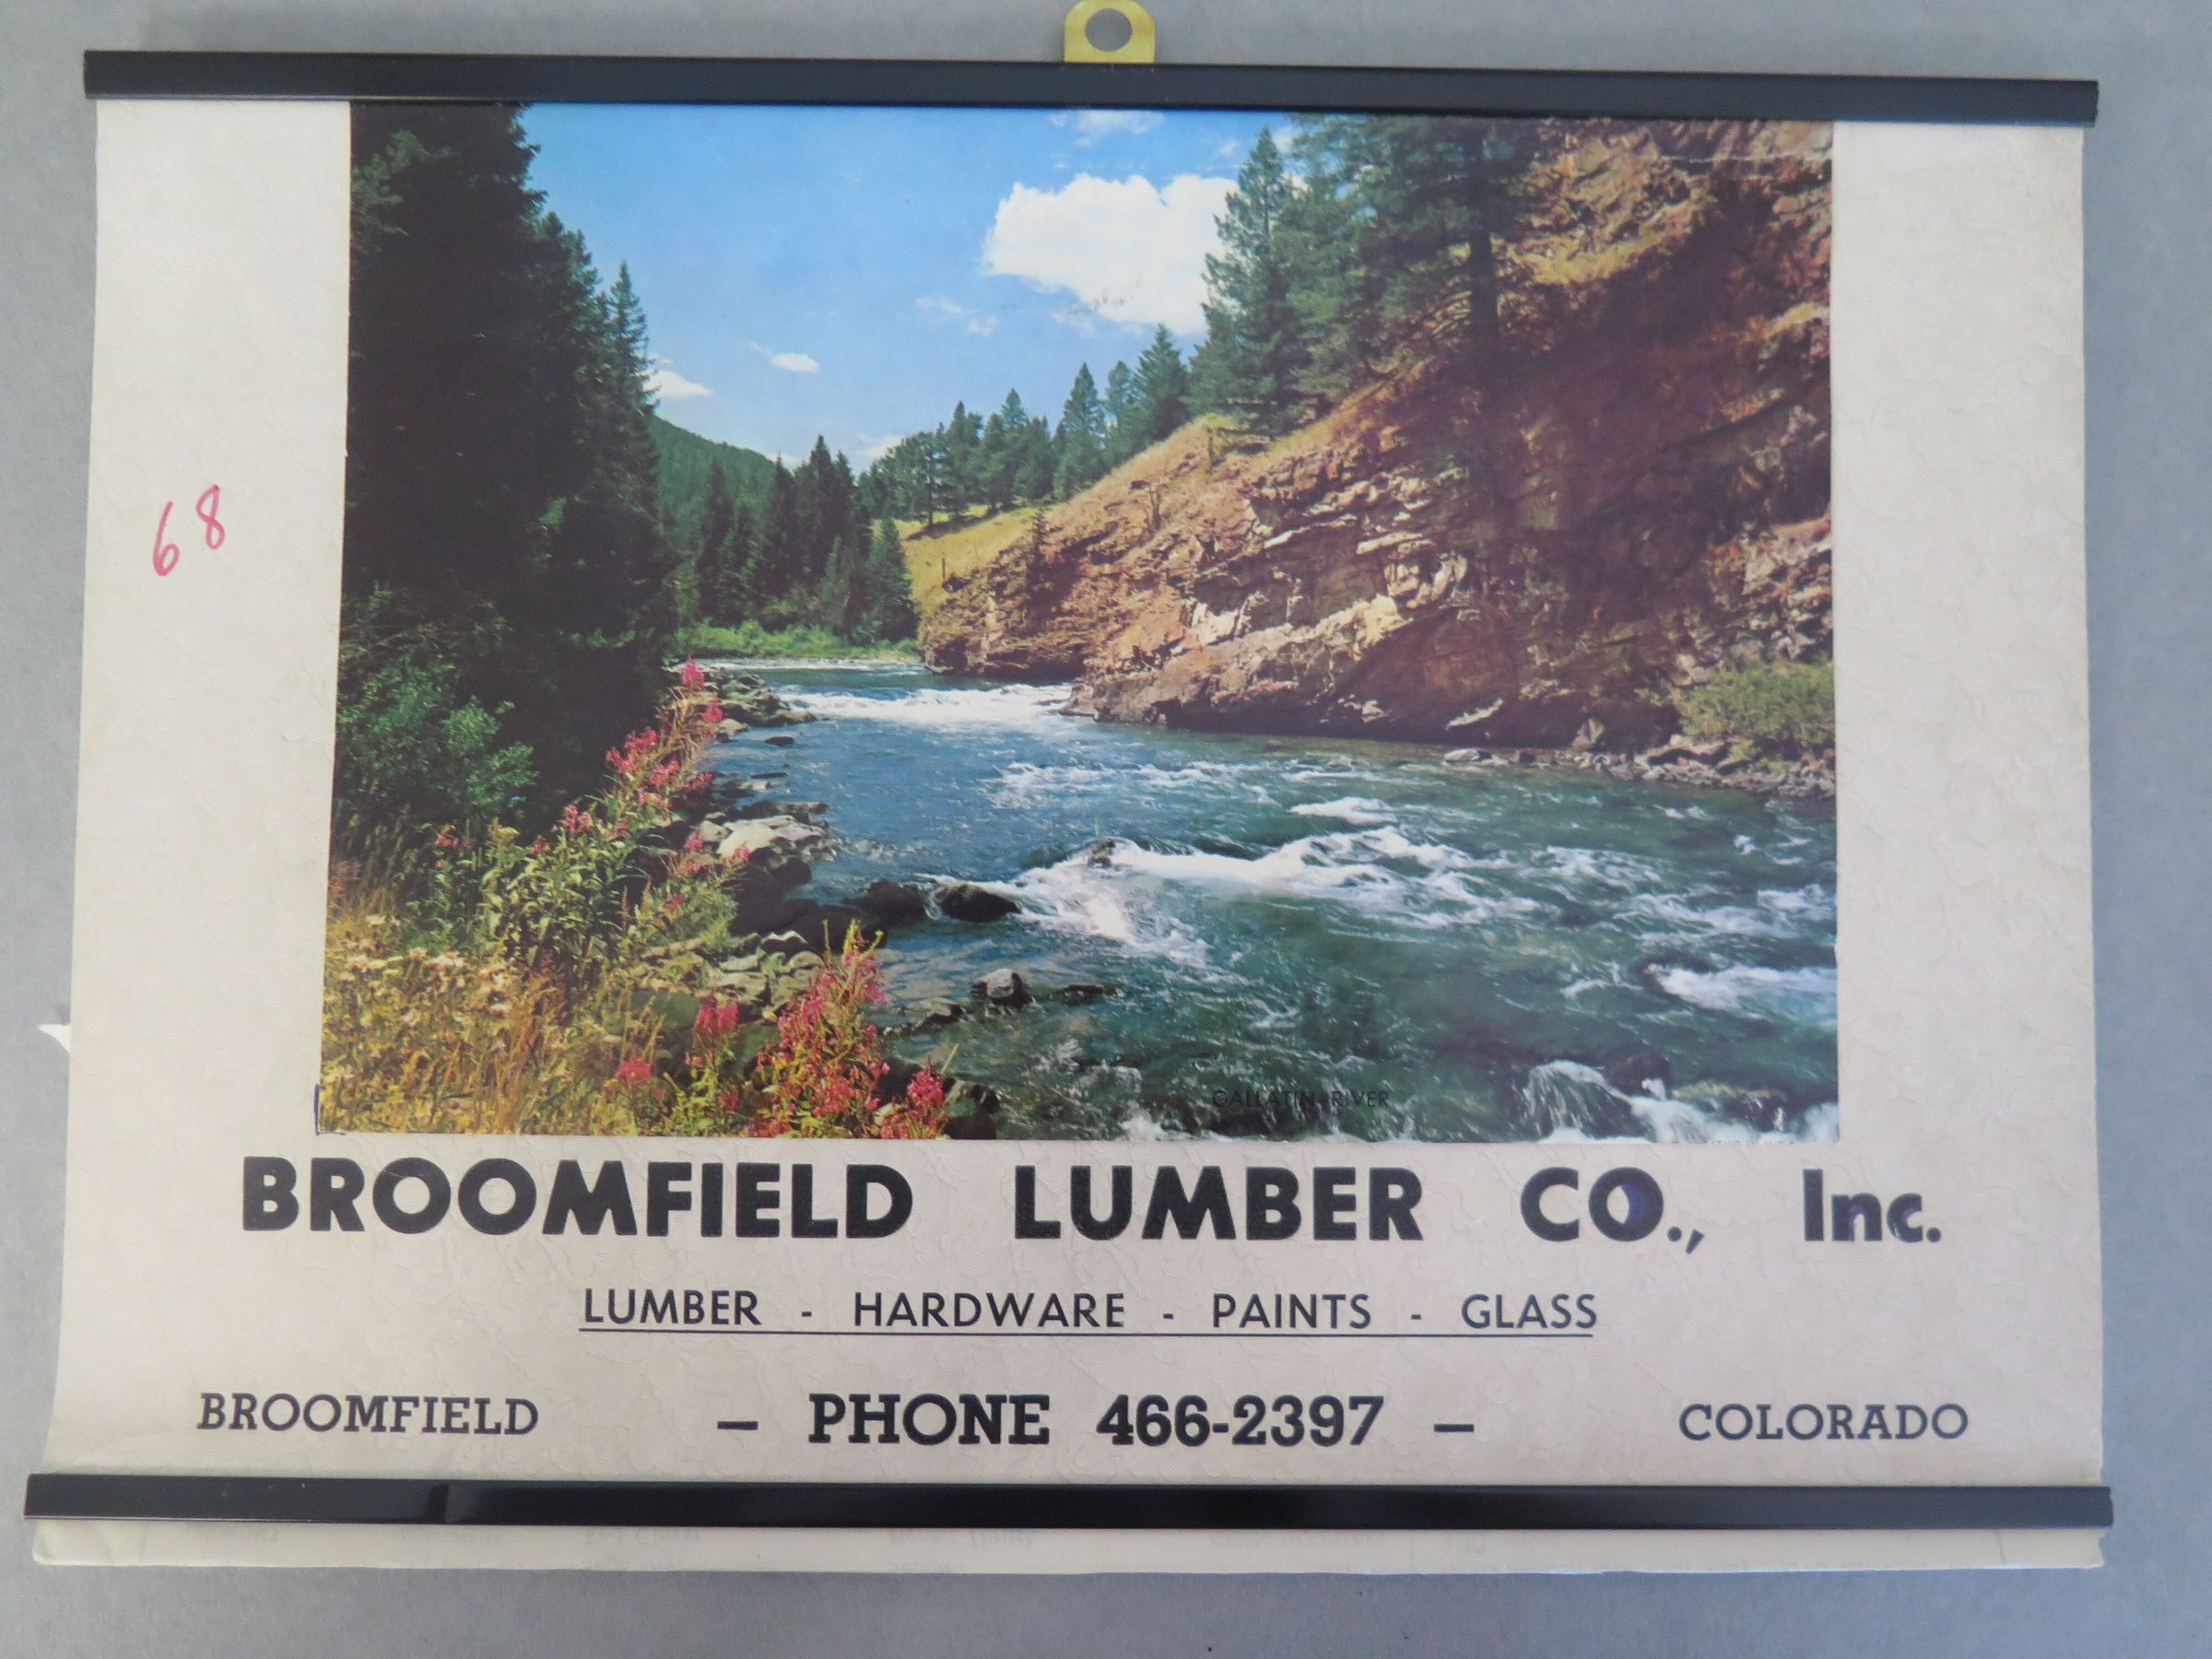 68
GALLATIN RIVER
BROOMFIELD LUMBER CO., Inc.
LUMBER - HARDWARE - PAINTS - GLASS
BROOMFIELD — PHONE 466-2397 — COLORADO